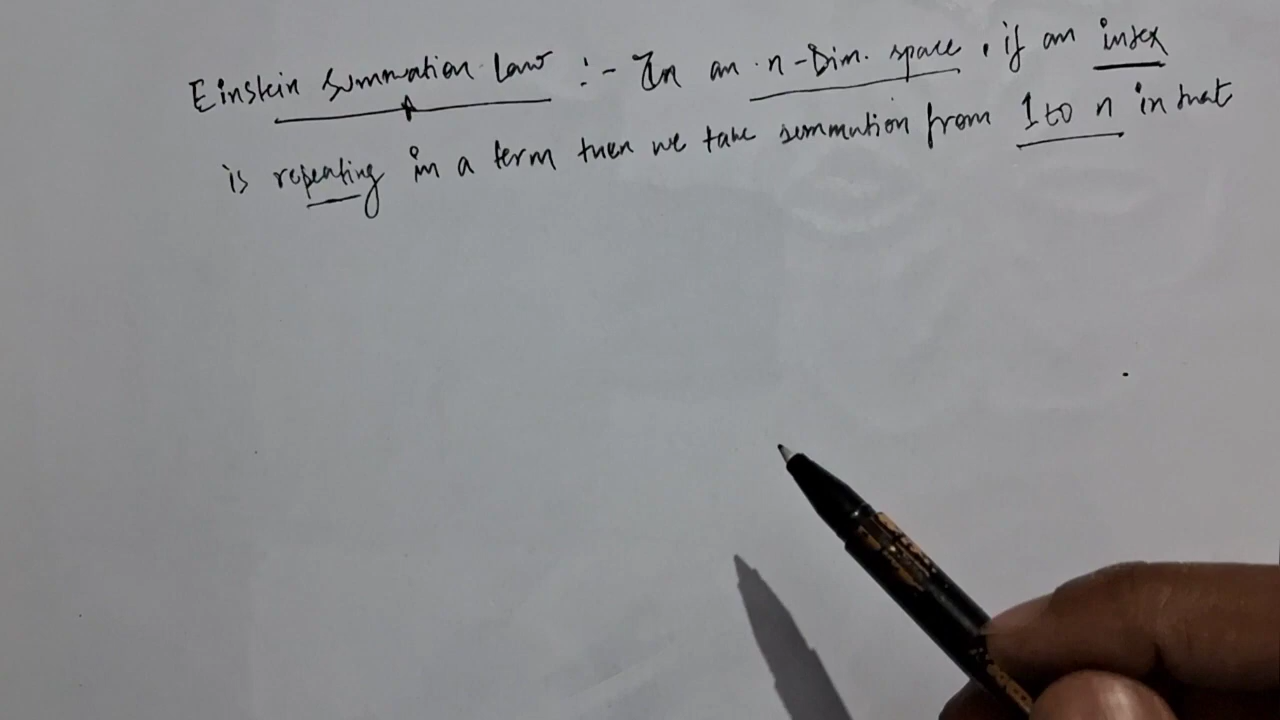 Einstein Summation Law :- In an n-Dim. space, if an index
is repeating in a term then we take summation from 1 to n in that